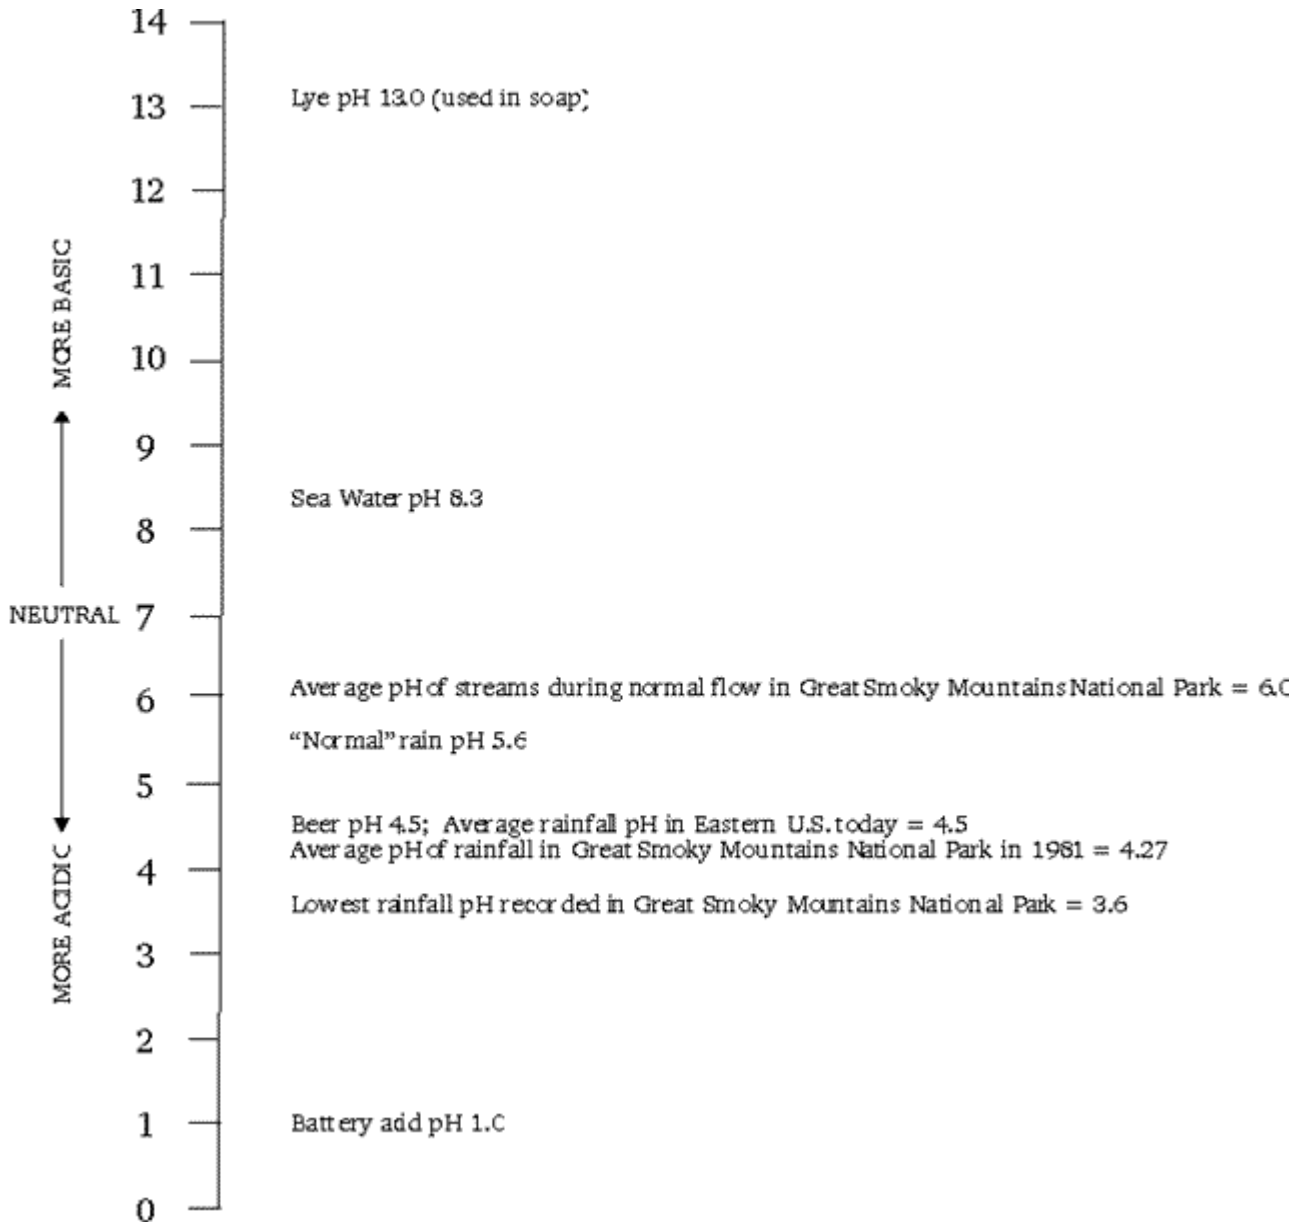 14
Lye pH 13.0 (used in soap)
13
12
11
MORE BASIC
10
9
Sea Water pH 8.3
8
NEUTRAL 7
Average pH of streams during normal flow in Great Smoky Mountains National Park = 6.0
6
"Normal" rain pH 5.6
5
Beer pH 4.5; Average rainfall pH in Eastern U.S. today = 4.5
Average pH of rainfall in Great Smoky Mountains National Park in 1981 = 4.27
4
Lowest rainfall pH recorded in Great Smoky Mountains National Park = 3.6
MORE ACIDIC
3
2
1
Battery acid pH 1.0
0